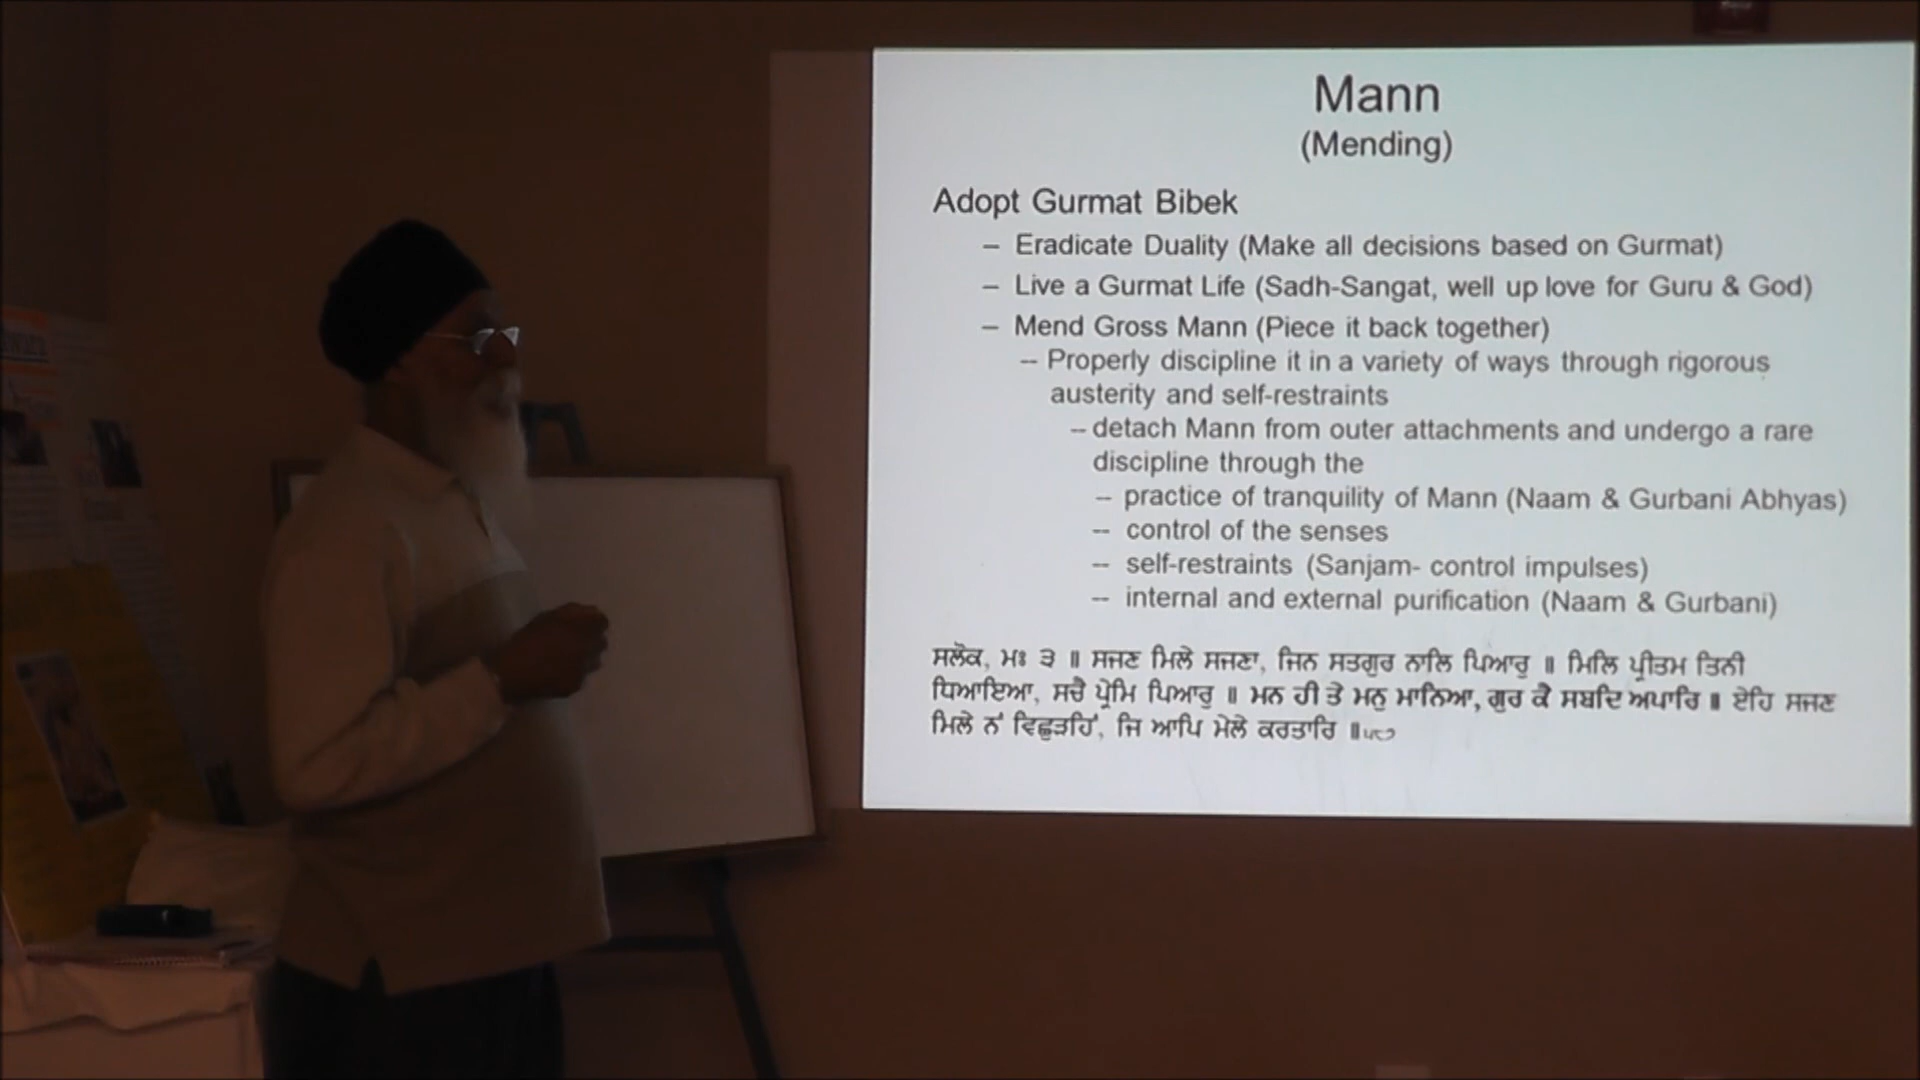 Mann
(Mending)
Adopt Gurmat Bibek
– Eradicate Duality (Make all decisions based on Gurmat)
– Live a Gurmat Life (Sadh-Sangat, well up love for Guru & God)
– Mend Gross Mann (Piece it back together)
-- Properly discipline it in a variety of ways through rigorous
austerity and self-restraints
-- detach Mann from outer attachments and undergo a rare
discipline through the
-- practice of tranquility of Mann (Naam & Gurbani Abhyas)
-- control of the senses
-- self-restraints (Sanjam- control impulses)
-- internal and external purification (Naam & Gurbani)
ਸਲੋਕ, ਮਃ ੩ ॥ ਸਜਣ ਮਿਲੇ ਸਜਣਾ, ਜਿਨ ਸਤਗੁਰ ਨਾਲਿ ਪਿਆਰੁ ॥ ਮਿਲਿ ਪ੍ਰੀਤਮ ਤਿਨੀ
ਧਿਆਇਆ, ਸਚੈ ਪ੍ਰੇਮਿ ਪਿਆਰੁ ॥ ਮਨ ਹੀ ਤੇ ਮਨੁ ਮਾਨਿਆ, ਗੁਰ ਕੈ ਸਬਦਿ ਅਪਾਰਿ ॥ ਏਹਿ ਸਜਣ
ਮਿਲੇ ਨ ਵਿਛੁੜਹਿ, ਜਿ ਆਪਿ ਮੇਲੇ ਕਰਤਾਰਿ ॥